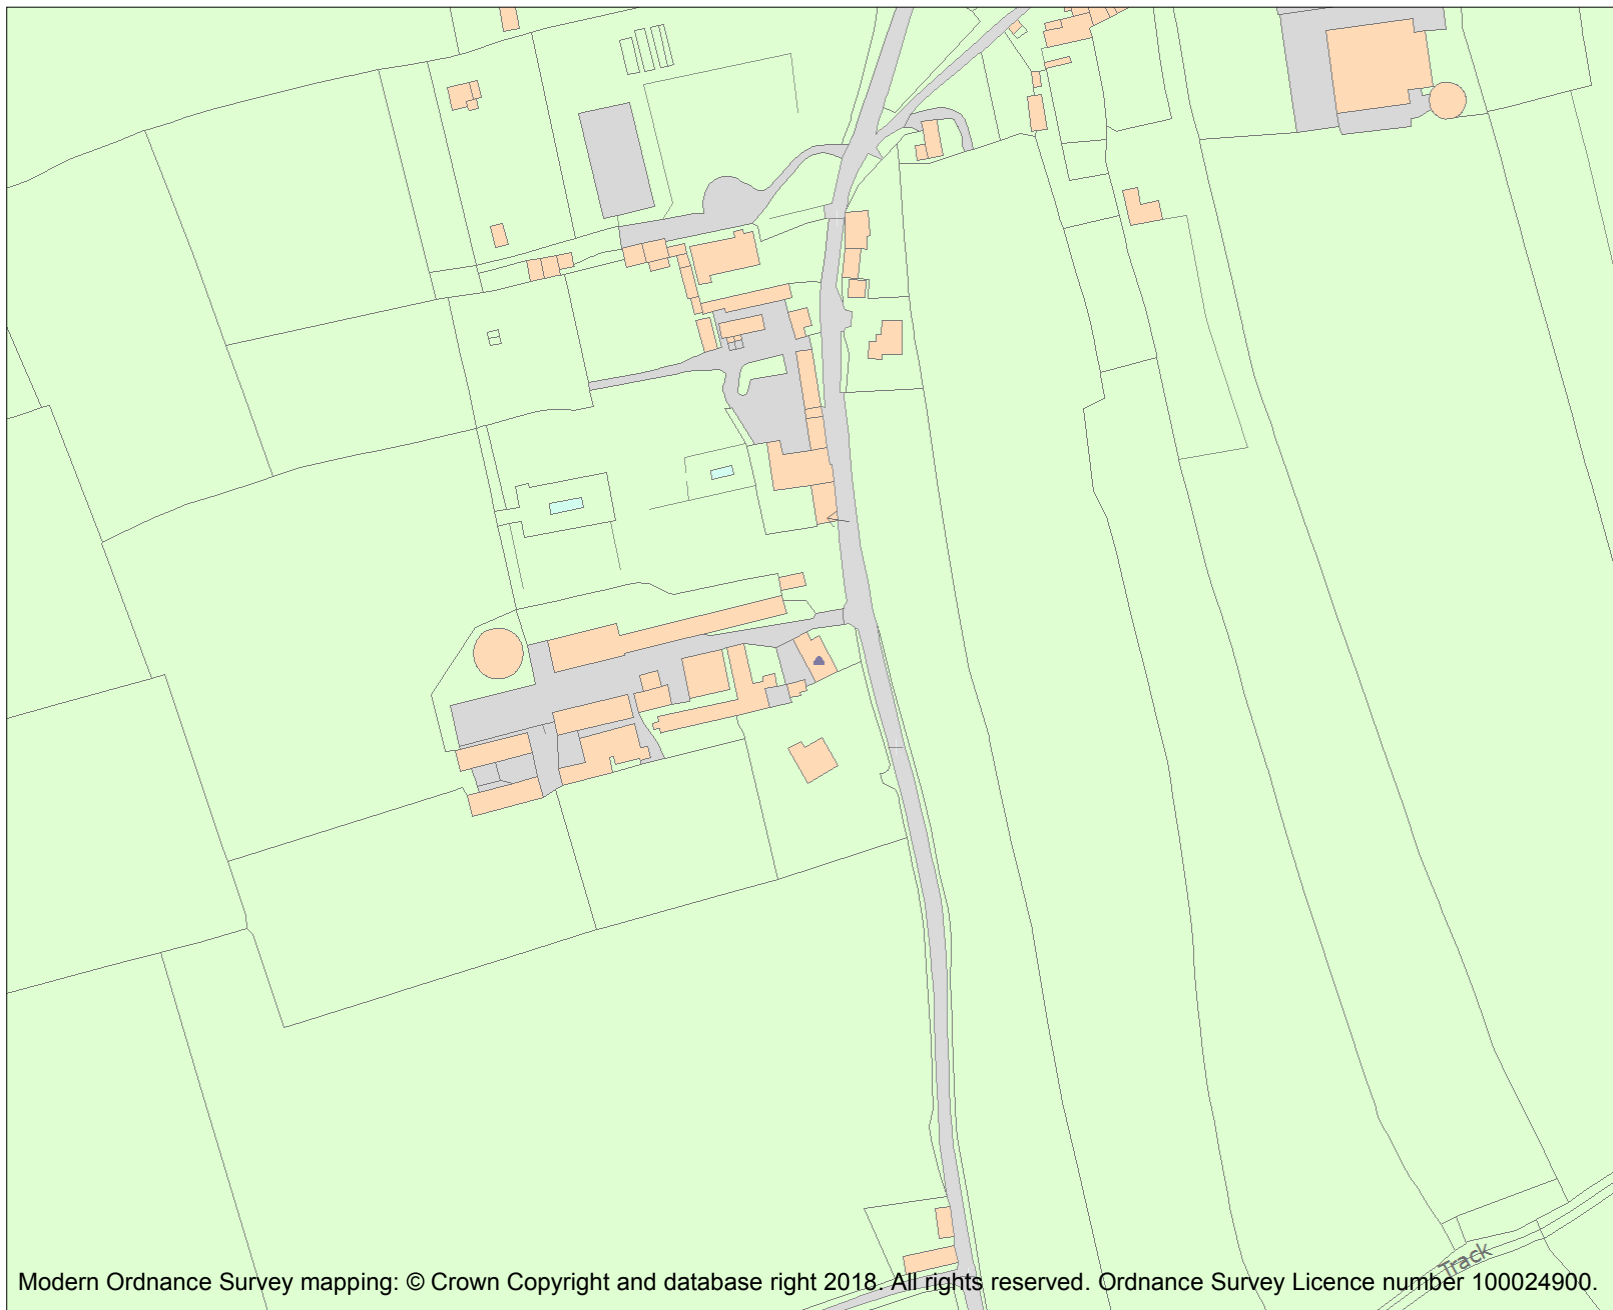 Track
Modern Ordnance Survey mapping: © Crown Copyright and database right 2018. All rights reserved. Ordnance Survey Licence number 100024900.